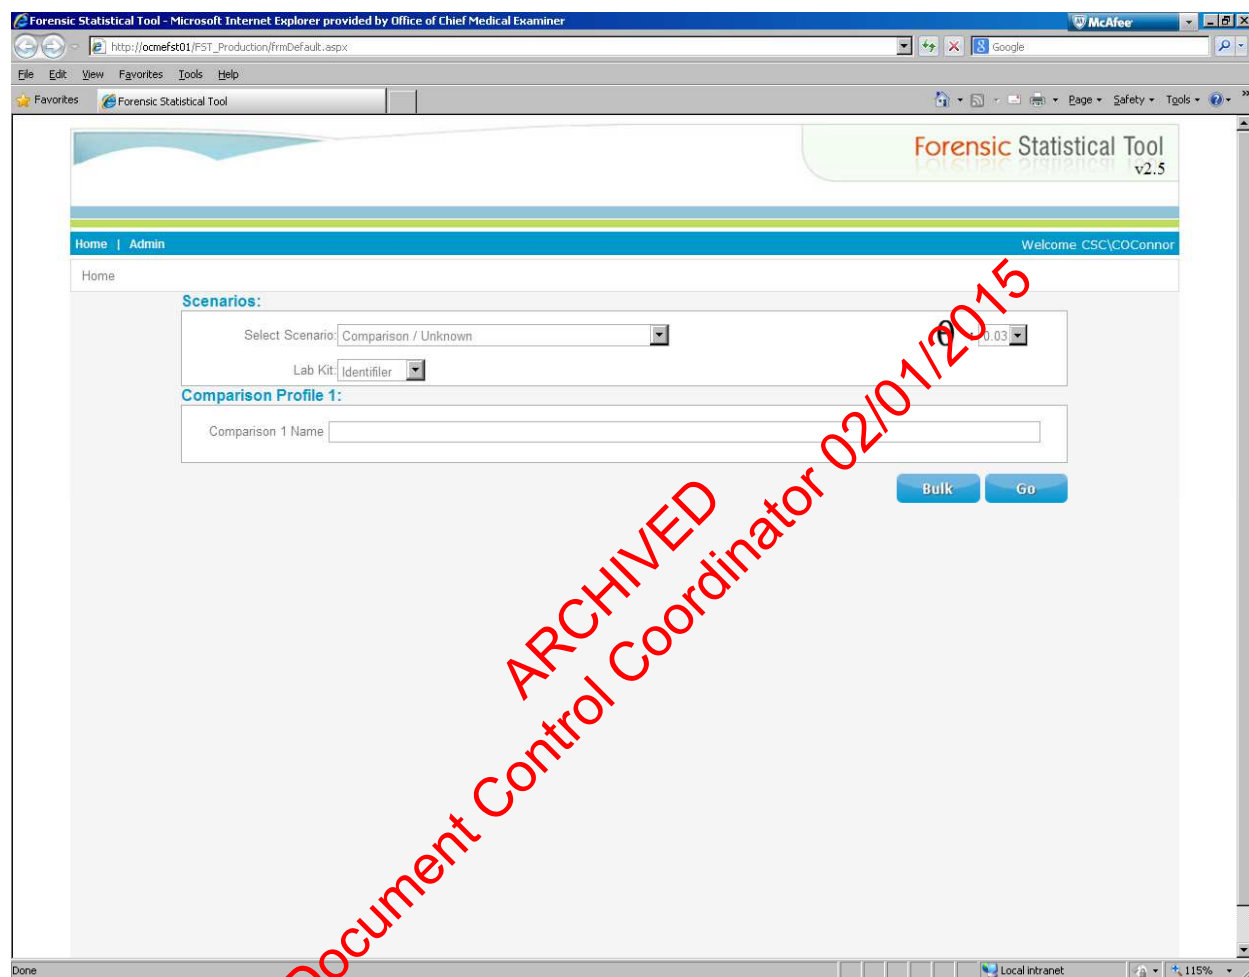 Forensic Statistical Tool - Microsoft Internet Explorer provided by Office of Chief Medical Examiner
McAfee
http://ocmefst01/FST_Production/frmDefault.aspx
Google
File Edit View Favorites Tools Help
Favorites Forensic Statistical Tool
Page Safety Tools
Forensic Statistical Tool
v2.5
Home | Admin
Welcome CSC\COConnor
Home
Scenarios:
Select Scenario: Comparison / Unknown
θ : 0.03
Lab Kit: Identifiler
Comparison Profile 1:
Comparison 1 Name
Bulk Go
ARCHIVED
Document Control Coordinator 02/01/2015
Done
Local intranet
115%